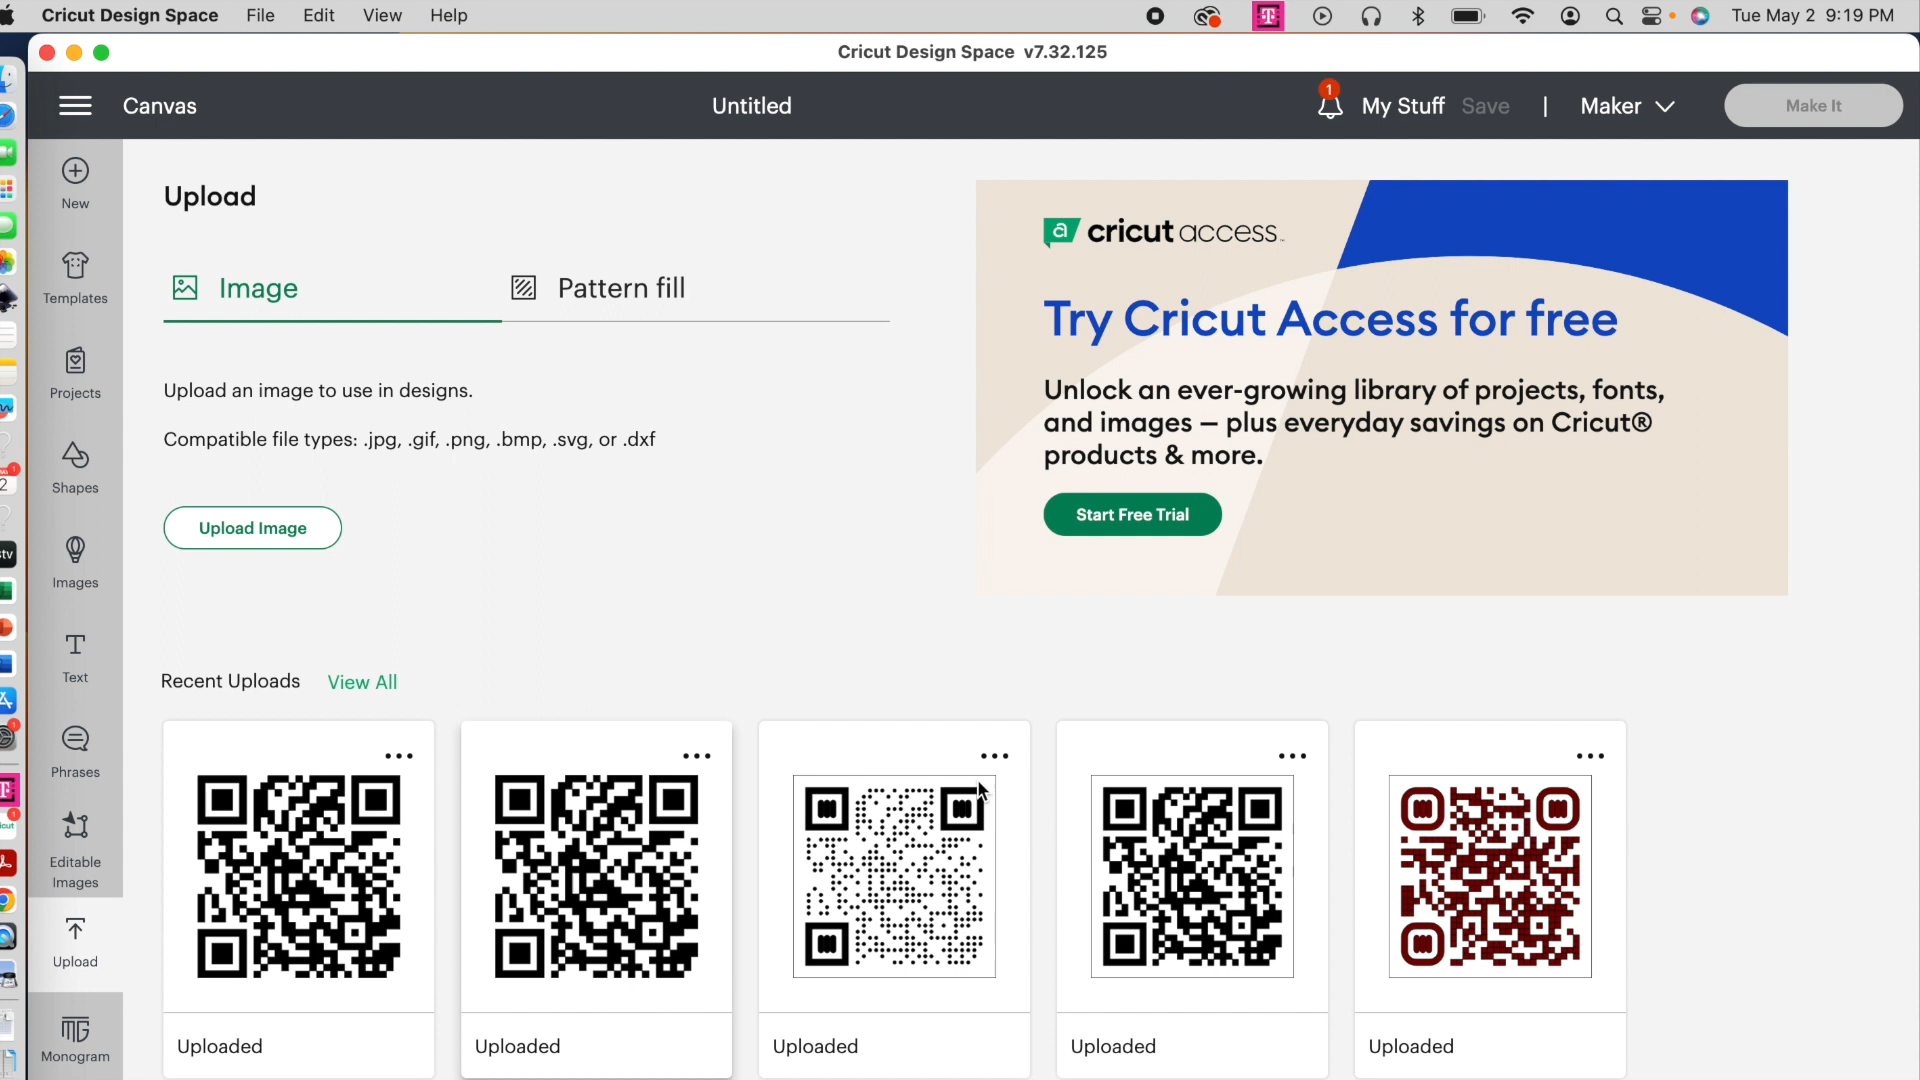 Cricut Design Space File Edit View Help Tue May 2 9:19 PM
Cricut Design Space v7.32.125
Canvas Untitled 1 My Stuff Save | Maker Make It
New
Templates
Projects
Shapes
Images
Text
Phrases
Editable
Images
Upload
Monogram
Upload
Image Pattern fill
Upload an image to use in designs.
Compatible file types: .jpg, .gif, .png, .bmp, .svg, or .dxf
Upload Image
a cricut access™
Try Cricut Access for free
Unlock an ever-growing library of projects, fonts,
and images — plus everyday savings on Cricut®
products & more.
Start Free Trial
Recent Uploads View All
Uploaded Uploaded Uploaded Uploaded Uploaded